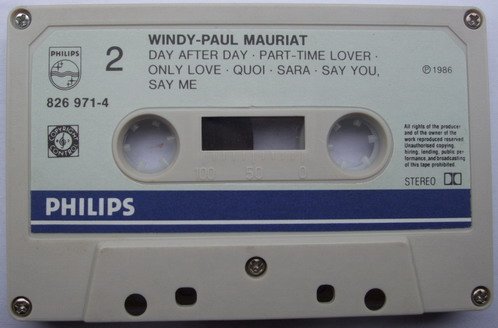 PHILIPS
2
WINDY-PAUL MAURIAT
DAY AFTER DAY · PART-TIME LOVER ·
ONLY LOVE · QUOI · SARA · SAY YOU,
SAY ME
℗ 1986
826 971-4
COPYRIGHT
CONTROL
All rights of the producer
and of the owner of the
work reproduced reserved.
Unauthorised copying,
hiring, lending, public per-
formance, and broadcasting
of this tape prohibited.
100 50 0
STEREO
PHILIPS